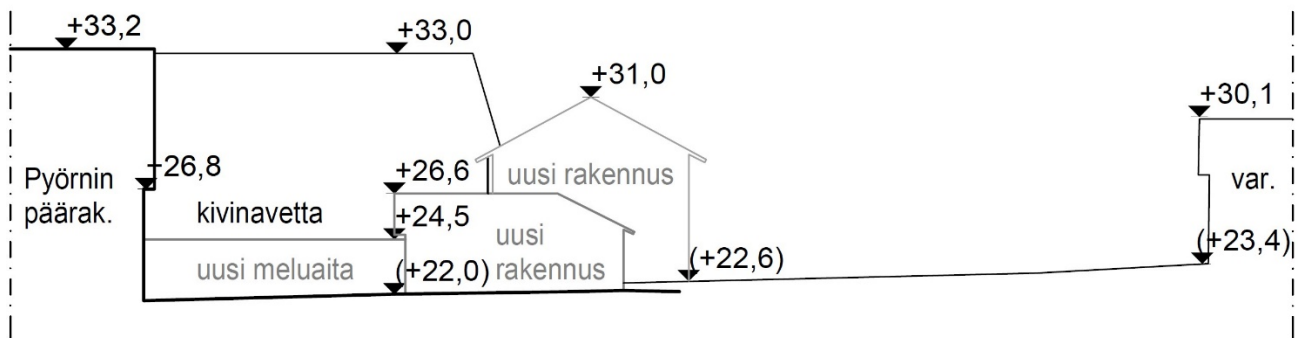 +33,2
+33,0
+31,0
+30,1
Pyörnin
päärak.
+26,8
kivinavetta
+26,6
uusi rakennus
var.
+24,5
uusi meluaita
uusi
rakennus
(+22,0)
(+22,6)
(+23,4)